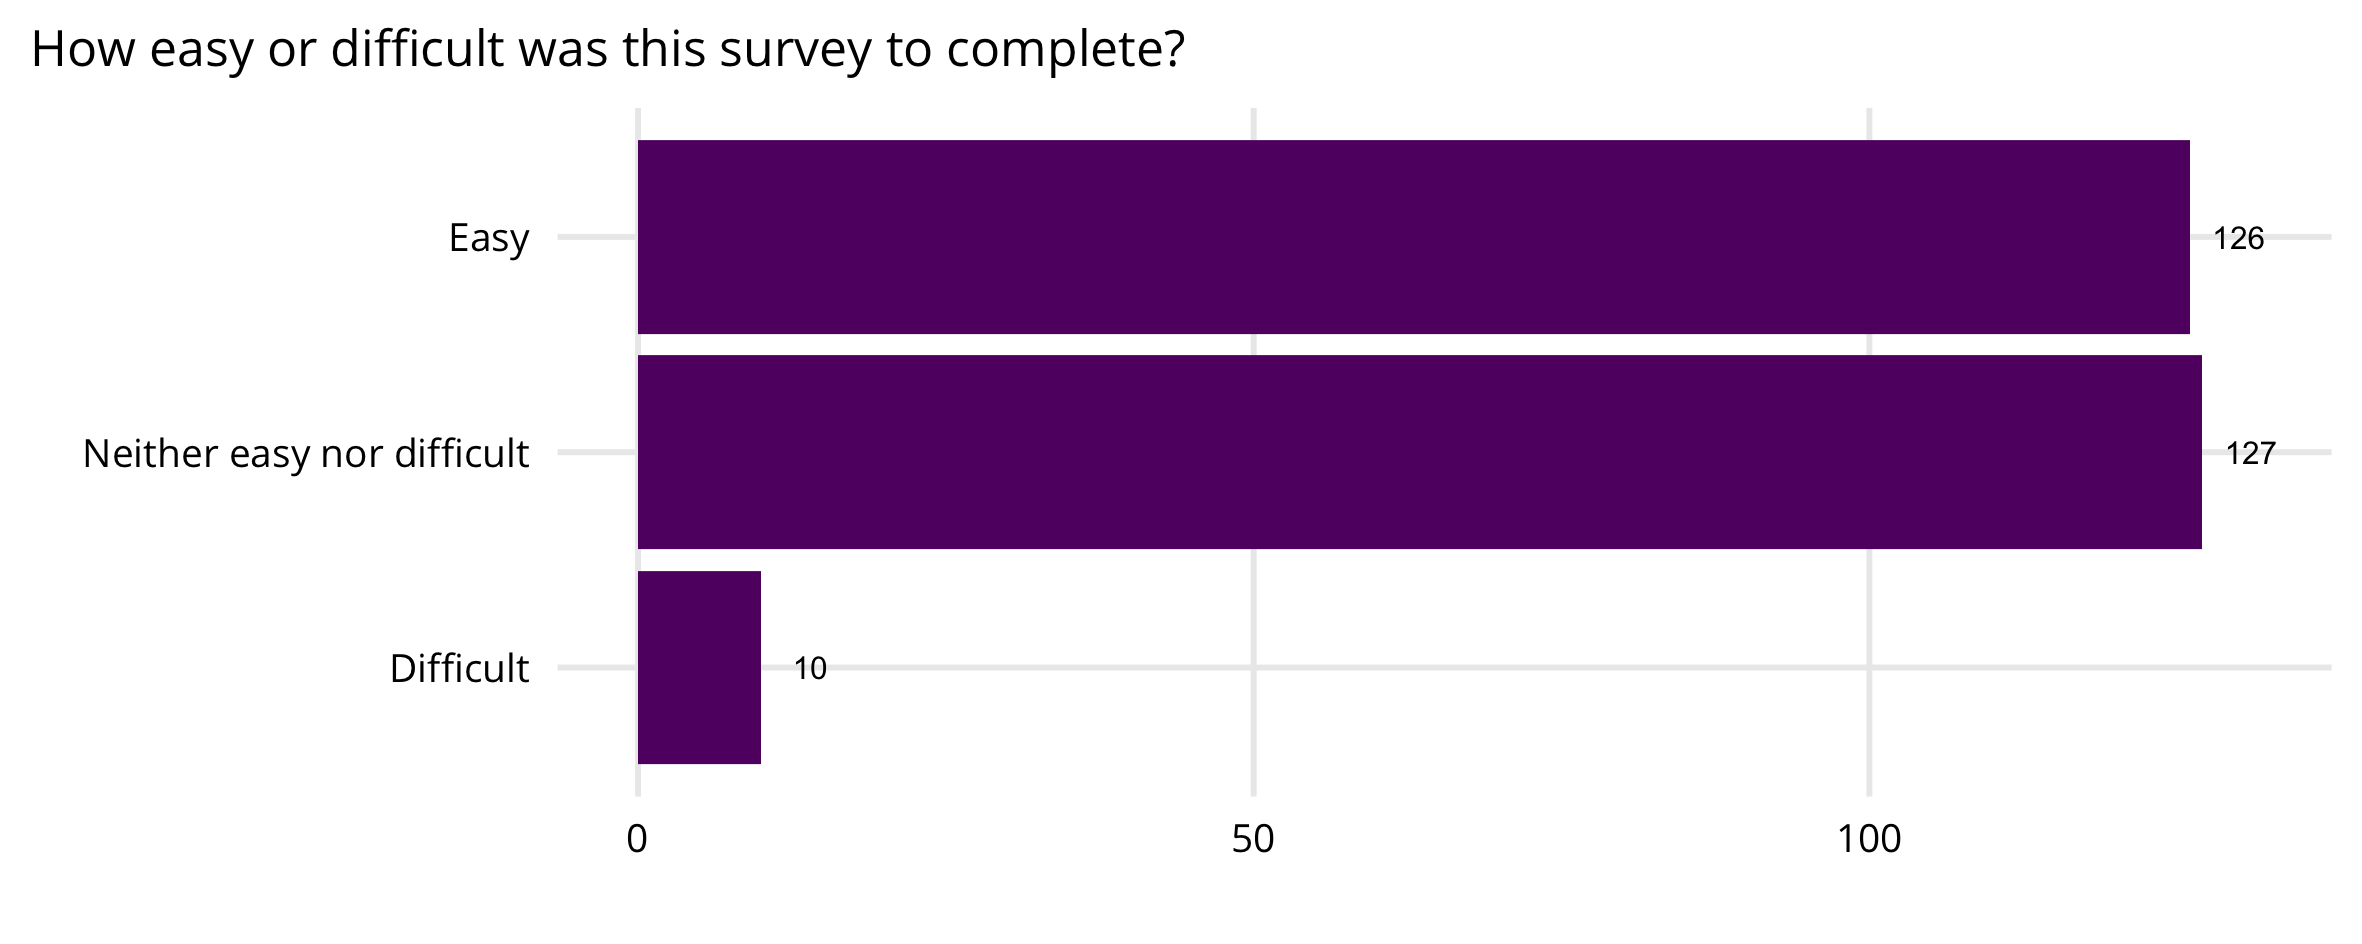 How easy or difficult was this survey to complete?
Easy
126
Neither easy nor difficult
127
Difficult
10
0
50
100